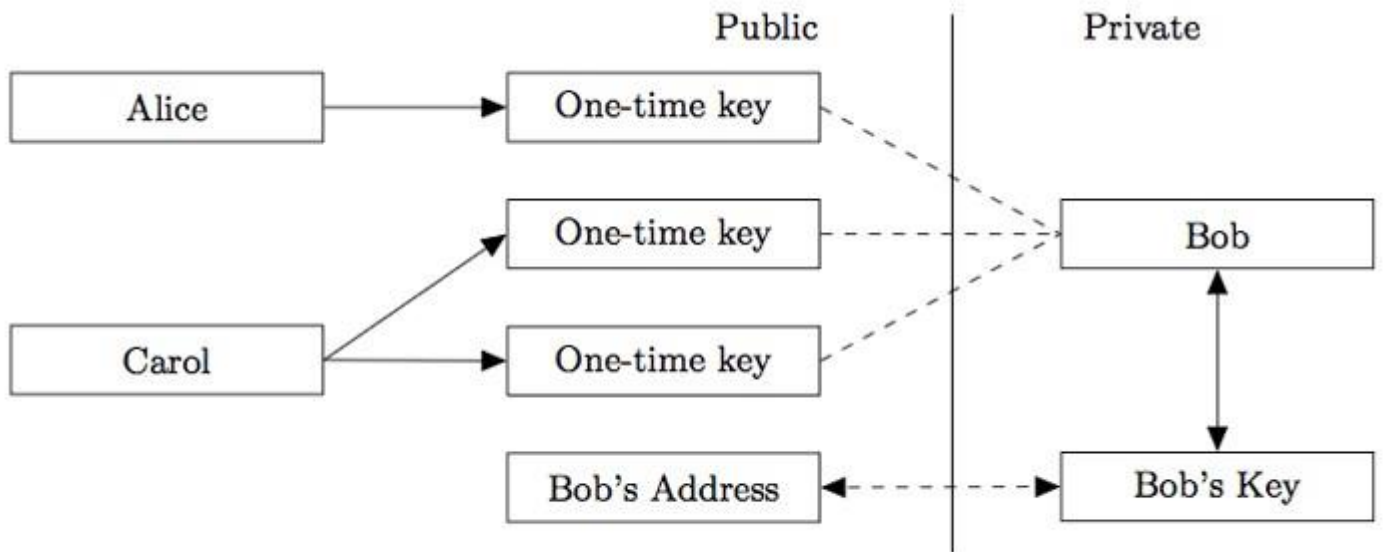 Public
Private
Alice
One-time key
One-time key
Bob
Carol
One-time key
Bob's Address
Bob's Key